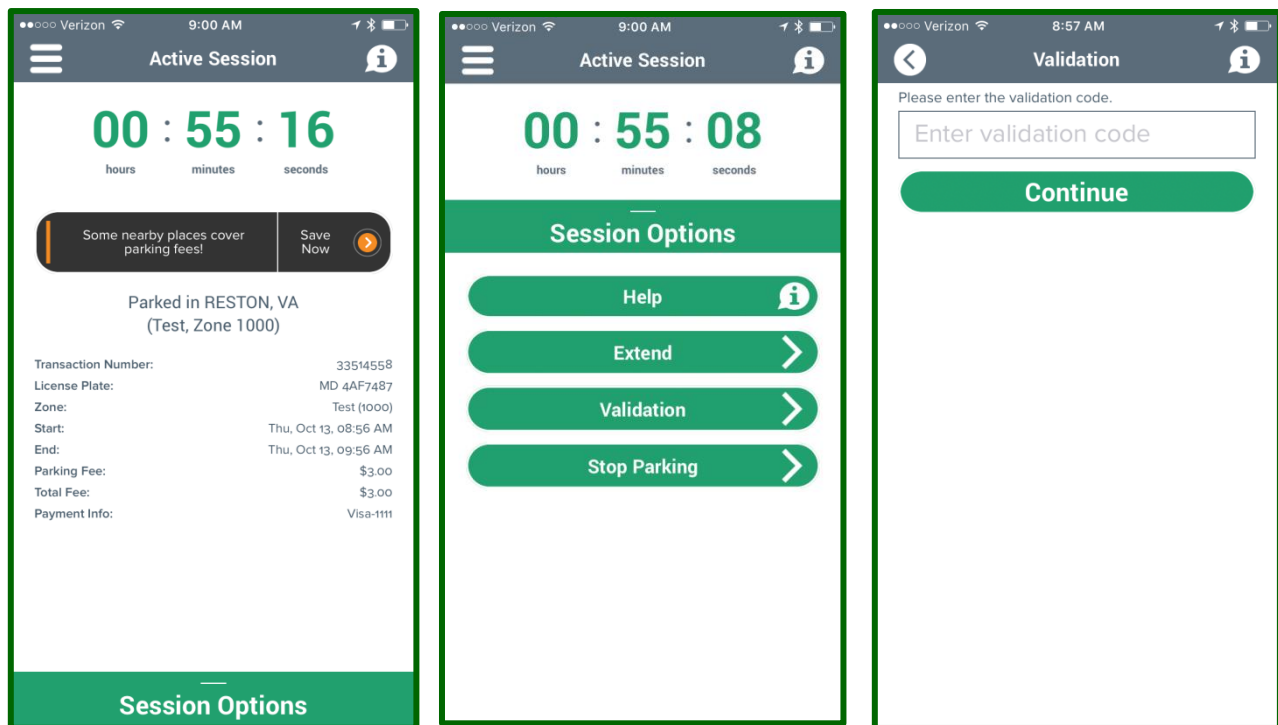 Verizon 9:00 AM
Active Session
00 : 55 : 16
hours minutes seconds
Some nearby places cover
parking fees!
Save
Now
Parked in RESTON, VA
(Test, Zone 1000)
Transaction Number: 33514558
License Plate: MD 4AF7487
Zone: Test (1000)
Start: Thu, Oct 13, 08:56 AM
End: Thu, Oct 13, 09:56 AM
Parking Fee: $3.00
Total Fee: $3.00
Payment Info: Visa-1111
Session Options
Verizon 9:00 AM
Active Session
00 : 55 : 08
hours minutes seconds
Session Options
Help
Extend
Validation
Stop Parking
Verizon 8:57 AM
Validation
Please enter the validation code.
Enter validation code
Continue